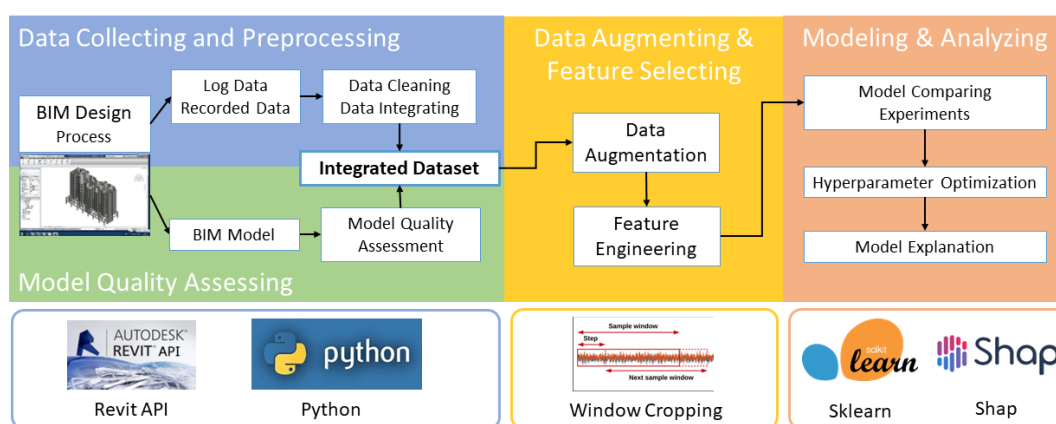 Data Collecting and Preprocessing
Data Augmenting &
Feature Selecting
Modeling & Analyzing
BIM Design
Process
Log Data
Recorded Data
Data Cleaning
Data Integrating
Integrated Dataset
BIM Model
Model Quality
Assessment
Model Quality Assessing
Data
Augmentation
Feature
Engineering
Model Comparing
Experiments
Hyperparameter Optimization
Model Explanation
AUTODESK®
REVIT® API
Revit API
python
Python
Sample window
Step
Next sample window
Window Cropping
scikit
learn
Sklearn
Shap
Shap